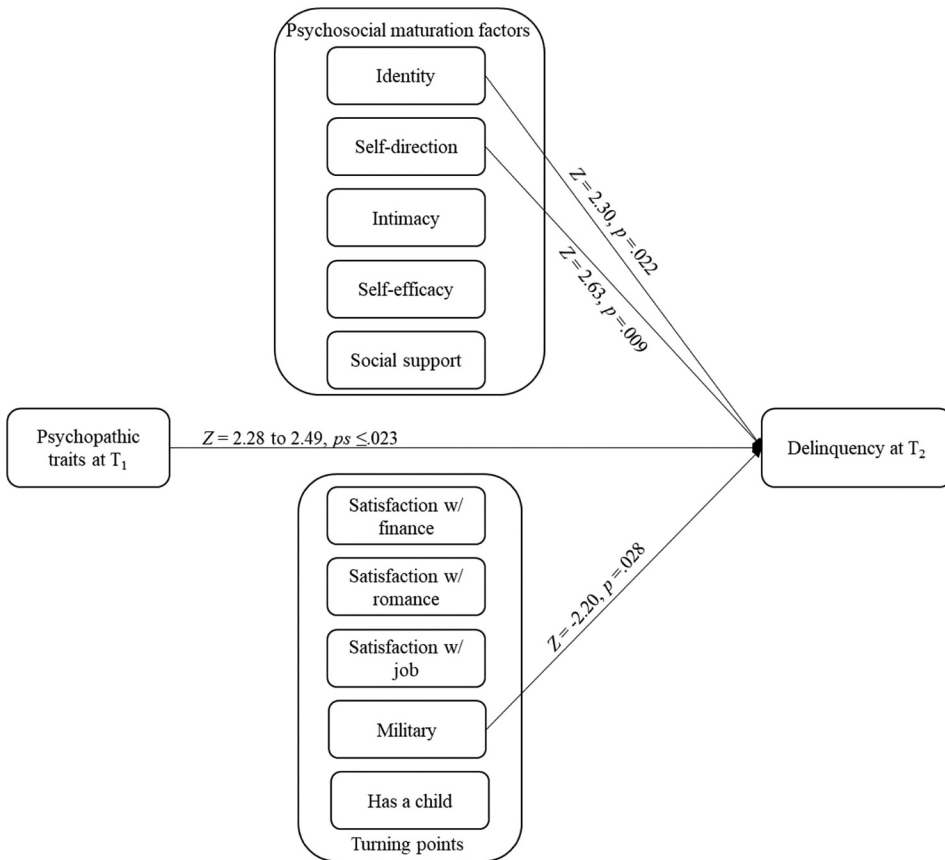 Psychosocial maturation factors
Identity
Self-direction
Intimacy
Self-efficacy
Social support
Z = 2.30, p =.022
Z = 2.63, p =.009
Psychopathic
traits at T₁
Z = 2.28 to 2.49, ps ≤.023
Delinquency at T₂
Satisfaction w/
finance
Satisfaction w/
romance
Satisfaction w/
job
Military
Has a child
Z = -2.20, p =.028
Turning points